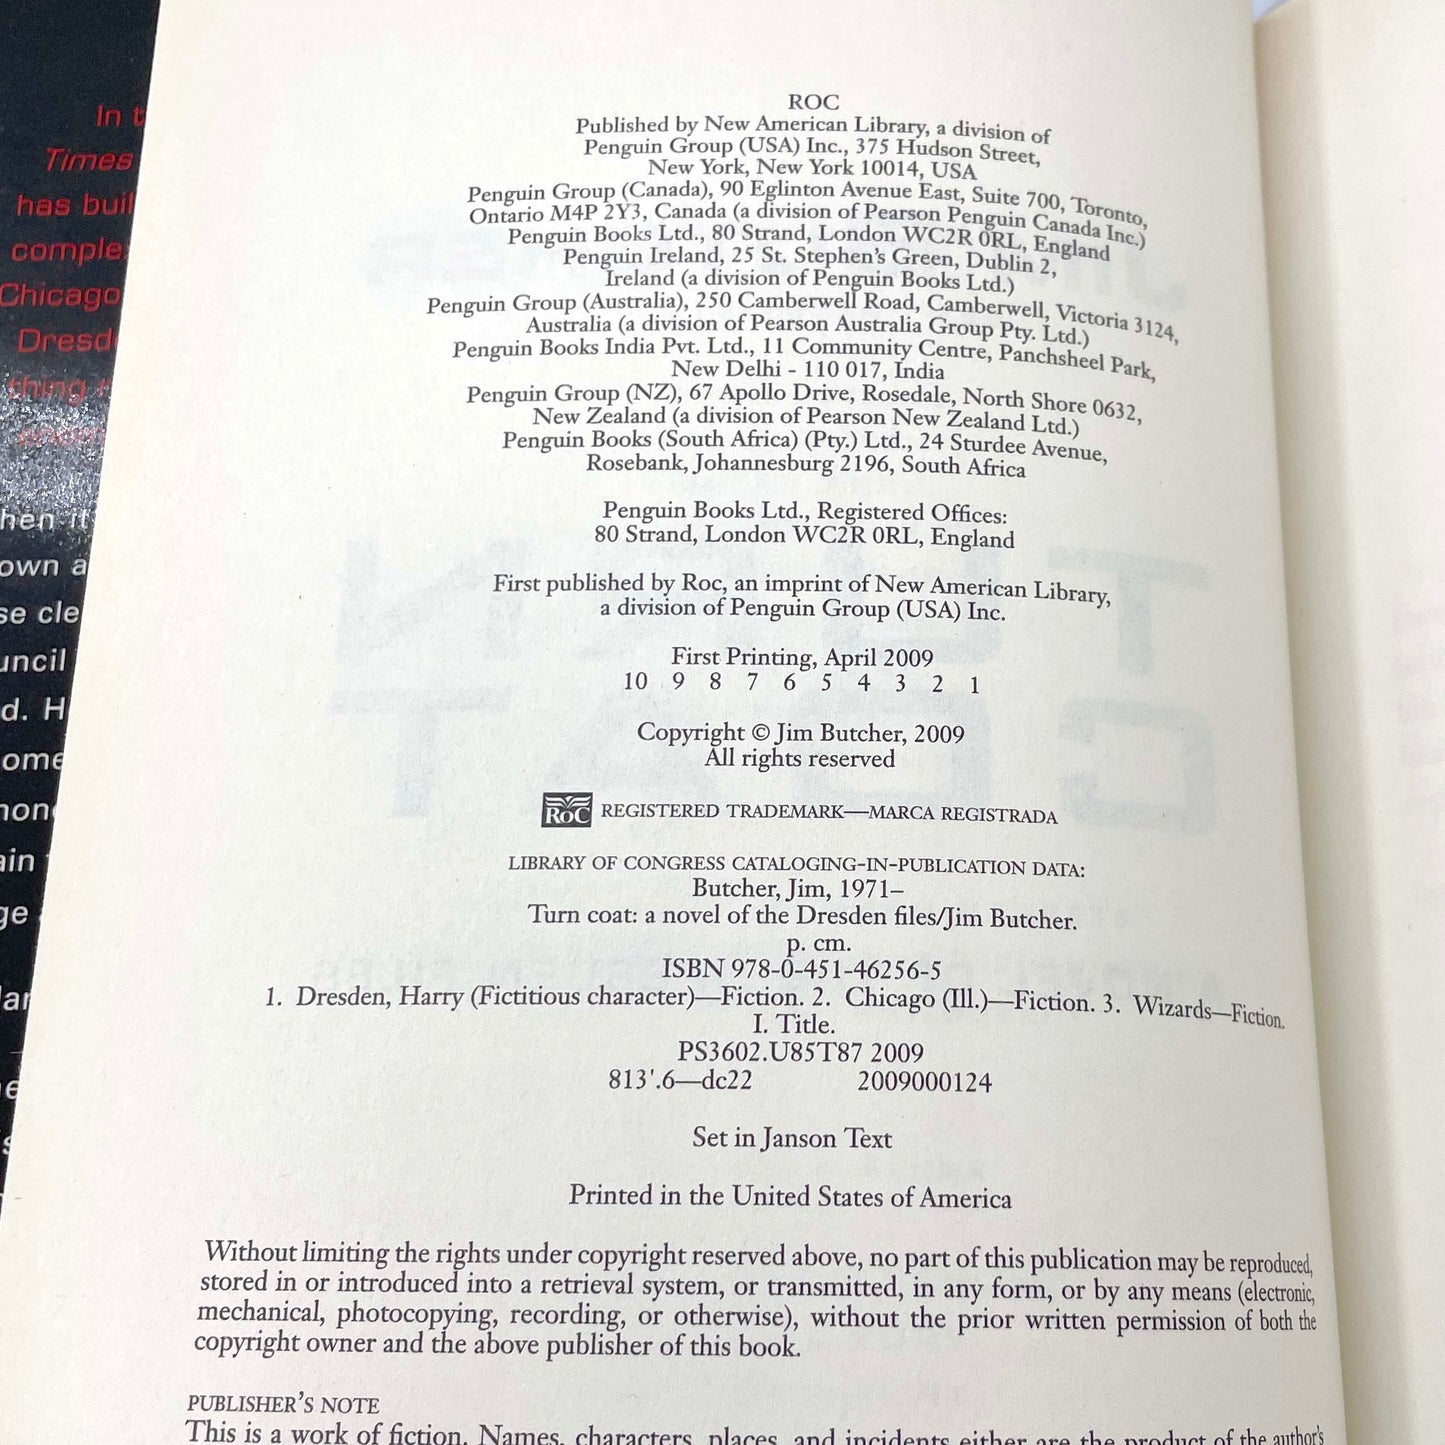 In t
Times
has buil
comple
Chicago
Dresd
thing
hen it
own a
se cle
uncil
d. H
ome
ain
ge
ROC
Published by New American Library, a division of
Penguin Group (USA) Inc., 375 Hudson Street,
New York, New York 10014, USA
Penguin Group (Canada), 90 Eglinton Avenue East, Suite 700, Toronto,
Ontario M4P 2Y3, Canada (a division of Pearson Penguin Canada Inc.)
Penguin Books Ltd., 80 Strand, London WC2R 0RL, England
Penguin Ireland, 25 St. Stephen's Green, Dublin 2,
Ireland (a division of Penguin Books Ltd.)
Penguin Group (Australia), 250 Camberwell Road, Camberwell, Victoria 3124,
Australia (a division of Pearson Australia Group Pty. Ltd.)
Penguin Books India Pvt. Ltd., 11 Community Centre, Panchsheel Park,
New Delhi - 110 017, India
Penguin Group (NZ), 67 Apollo Drive, Rosedale, North Shore 0632,
New Zealand (a division of Pearson New Zealand Ltd.)
Penguin Books (South Africa) (Pty.) Ltd., 24 Sturdee Avenue,
Rosebank, Johannesburg 2196, South Africa
Penguin Books Ltd., Registered Offices:
80 Strand, London WC2R 0RL, England
First published by Roc, an imprint of New American Library,
a division of Penguin Group (USA) Inc.
First Printing, April 2009
10 9 8 7 6 5 4 3 2 1
Copyright © Jim Butcher, 2009
All rights reserved
ROC REGISTERED TRADEMARK—MARCA REGISTRADA
LIBRARY OF CONGRESS CATALOGING-IN-PUBLICATION DATA:
Butcher, Jim, 1971–
Turn coat: a novel of the Dresden files/Jim Butcher.
p. cm.
ISBN 978-0-451-46256-5
1. Dresden, Harry (Fictitious character)—Fiction. 2. Chicago (Ill.)—Fiction. 3. Wizards—Fiction.
I. Title.
PS3602.U85T87 2009
813'.6—dc22 2009000124
Set in Janson Text
Printed in the United States of America
Without limiting the rights under copyright reserved above, no part of this publication may be reproduced,
stored in or introduced into a retrieval system, or transmitted, in any form, or by any means (electronic,
mechanical, photocopying, recording, or otherwise), without the prior written permission of both the
copyright owner and the above publisher of this book.
PUBLISHER'S NOTE
This is a work of fiction. Names, characters, places, and incidents either are the product of the author's